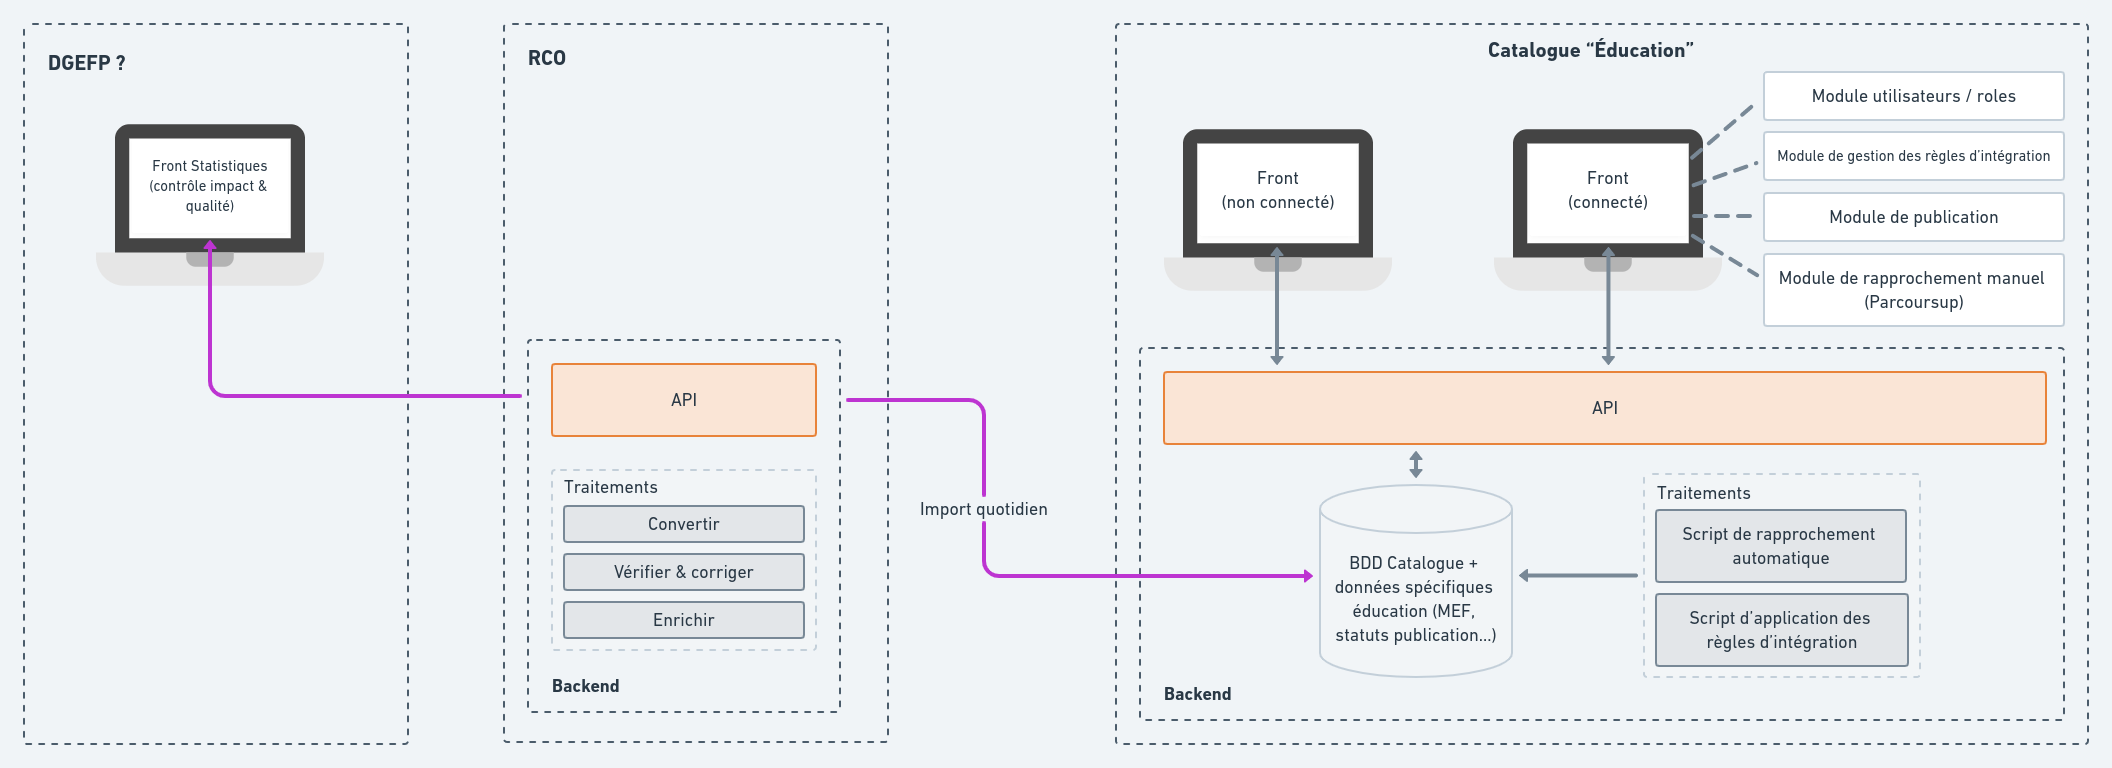 DGEFP ?
Front Statistiques
(contrôle impact &
qualité)
RCO
API
Traitements
Convertir
Vérifier & corriger
Enrichir
Backend
Import quotidien
Catalogue “Éducation”
Front
(non connecté)
Front
(connecté)
Module utilisateurs / roles
Module de gestion des règles d’intégration
Module de publication
Module de rapprochement manuel
(Parcoursup)
API
BDD Catalogue +
données spécifiques
éducation (MEF,
statuts publication...)
Traitements
Script de rapprochement
automatique
Script d’application des
règles d’intégration
Backend